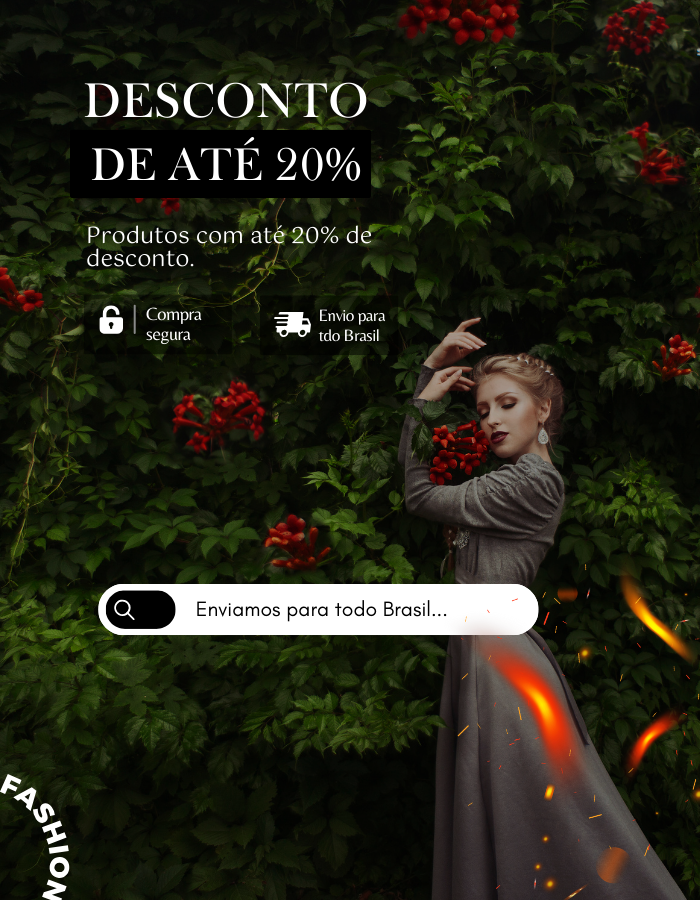 DESCONTO
DE ATÉ 20%
Produtos com até 20% de
desconto.
Compra
segura
Envio para
tdo Brasil
Enviamos para todo Brasil...
FASHION